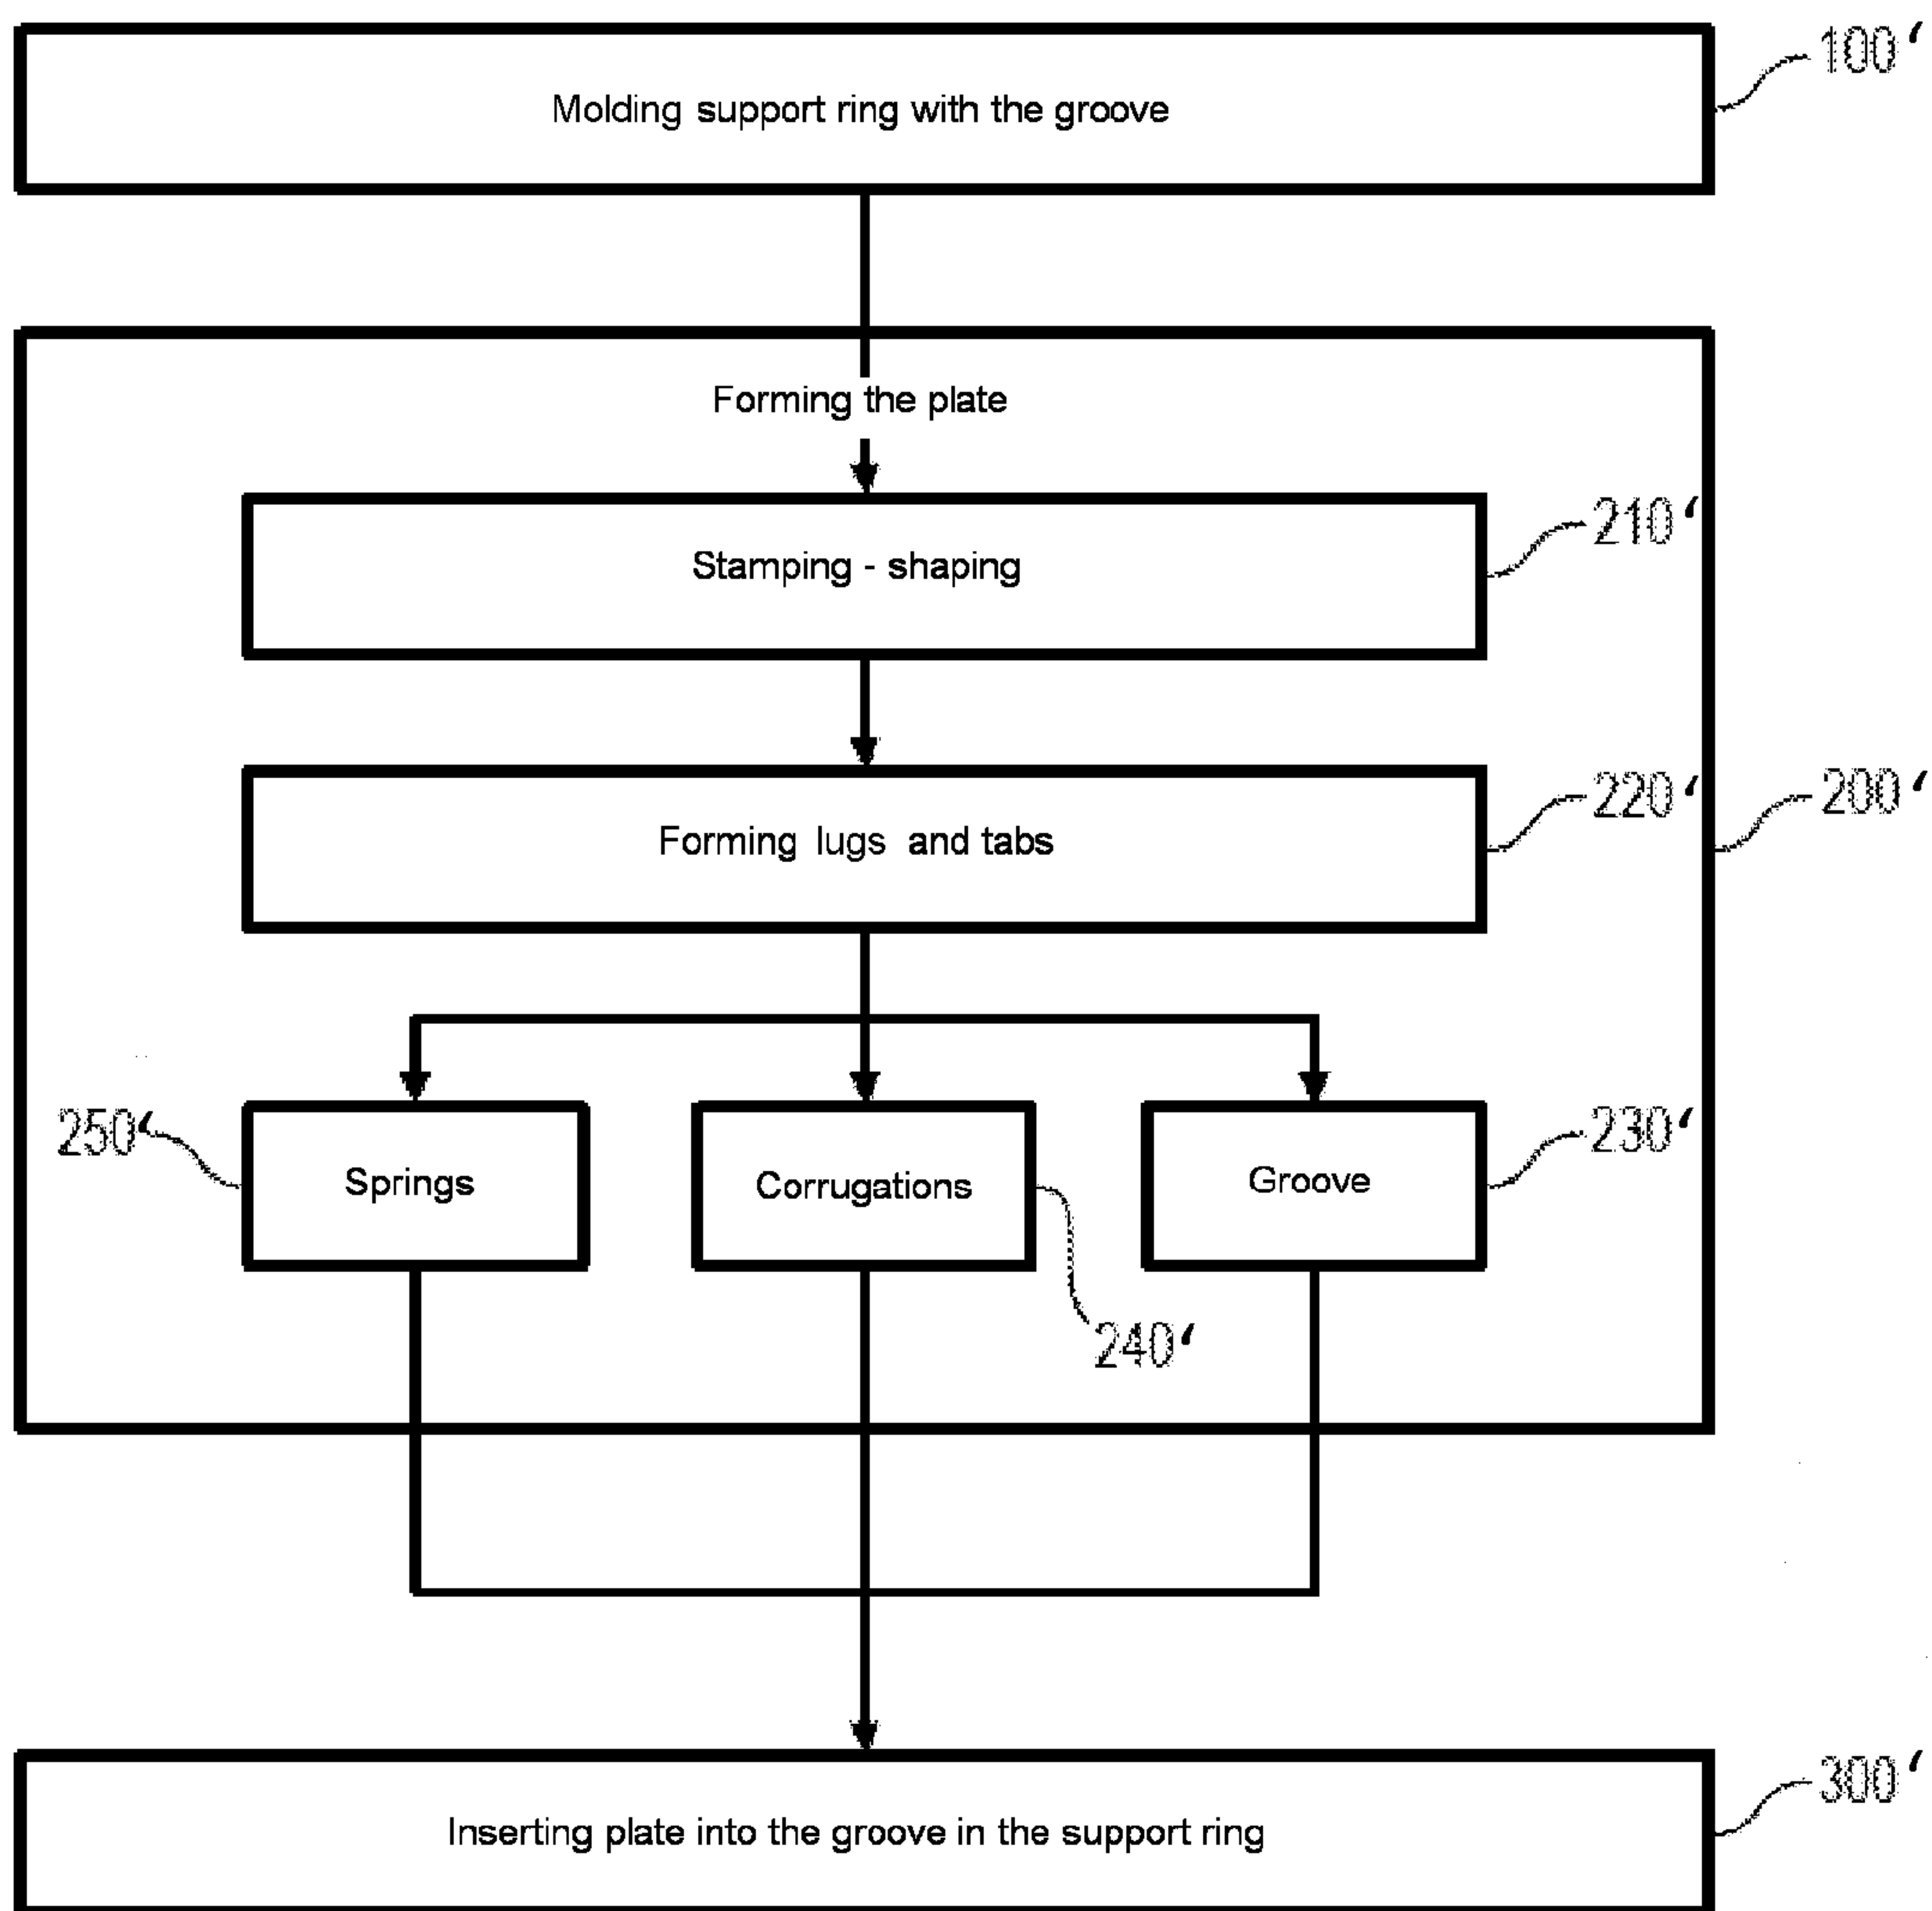 Molding support ring with the groove
100'
Forming the plate
Stamping - shaping
210'
Forming lugs and tabs
220'
200'
250'
Springs
Corrugations
Groove
230'
240'
Inserting plate into the groove in the support ring
300'